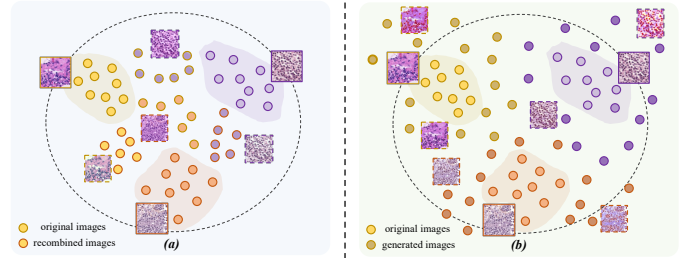 original images
recombined images
(a)
original images
generated images
(b)